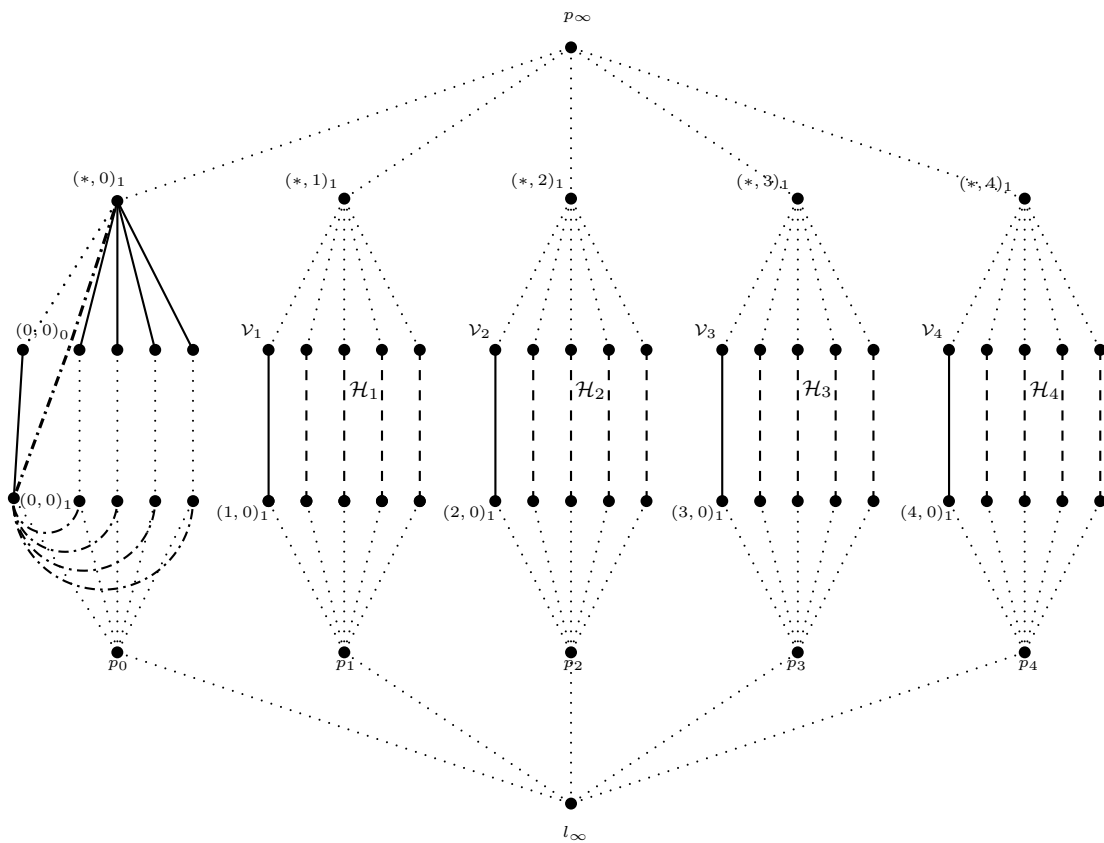 p∞
(∗, 0)₁ (∗, 1)₁ (∗, 2)₁ (∗, 3)₁ (∗, 4)₁
(0, 0)₀ 𝒱₁ 𝒱₂ 𝒱₃ 𝒱₄
ℋ₁ ℋ₂ ℋ₃ ℋ₄
(0, 0)₁ (1, 0)₁ (2, 0)₁ (3, 0)₁ (4, 0)₁
p₀ p₁ p₂ p₃ p₄
l∞